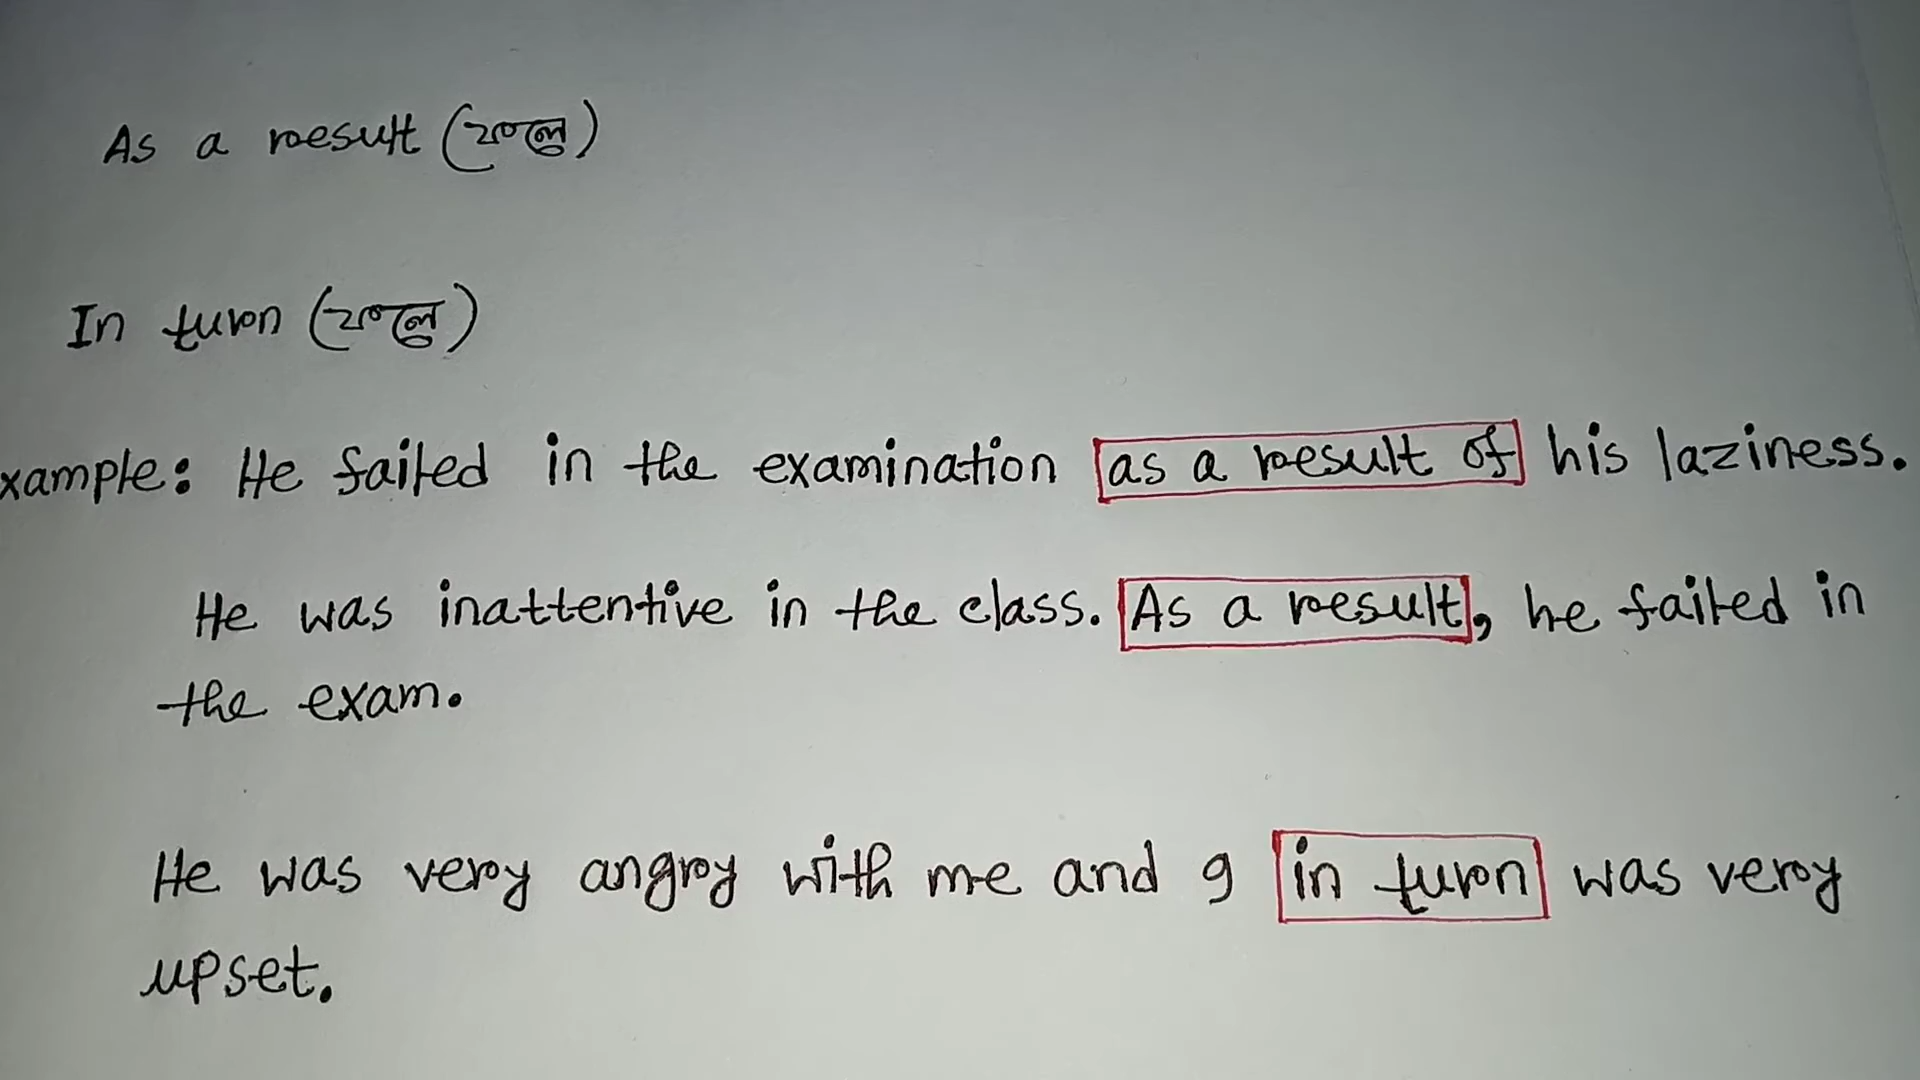 As a result (ফলে)
In turn (ফলে)
xample: He failed in the examination as a result of his laziness.
He was inattentive in the class. As a result, he failed in
the exam.
He was very angry with me and I in turn was very
upset.